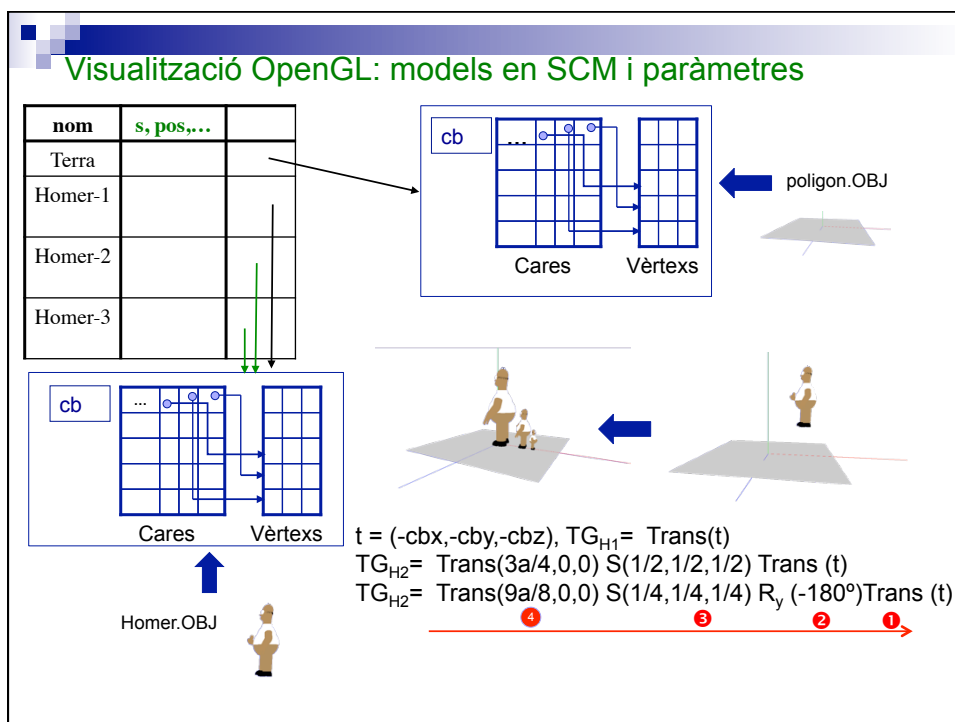 Visualització OpenGL: models en SCM i paràmetres
nom s, pos,...
Terra
Homer-1
Homer-2
Homer-3
cb
...
Cares Vèrtexs
poligon.OBJ
cb
...
Cares Vèrtexs
Homer.OBJ
t = (-cbx,-cby,-cbz), TGH1= Trans(t)
TGH2= Trans(3a/4,0,0) S(1/2,1/2,1/2) Trans (t)
TGH2= Trans(9a/8,0,0) S(1/4,1/4,1/4) Ry (-180º)Trans (t)
4 3 2 1